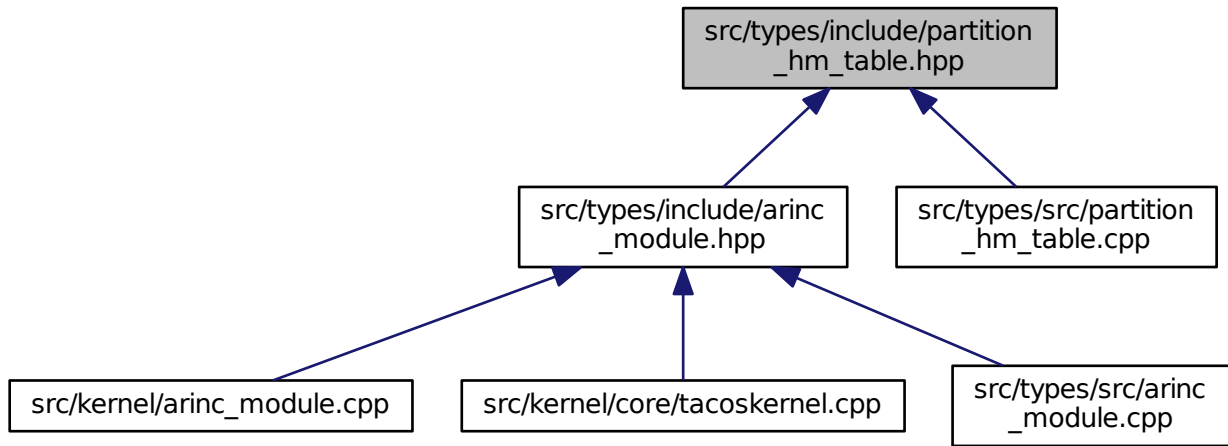 src/types/include/partition
_hm_table.hpp
src/types/include/arinc
_module.hpp
src/types/src/partition
_hm_table.cpp
src/kernel/arinc_module.cpp
src/kernel/core/tacoskernel.cpp
src/types/src/arinc
_module.cpp